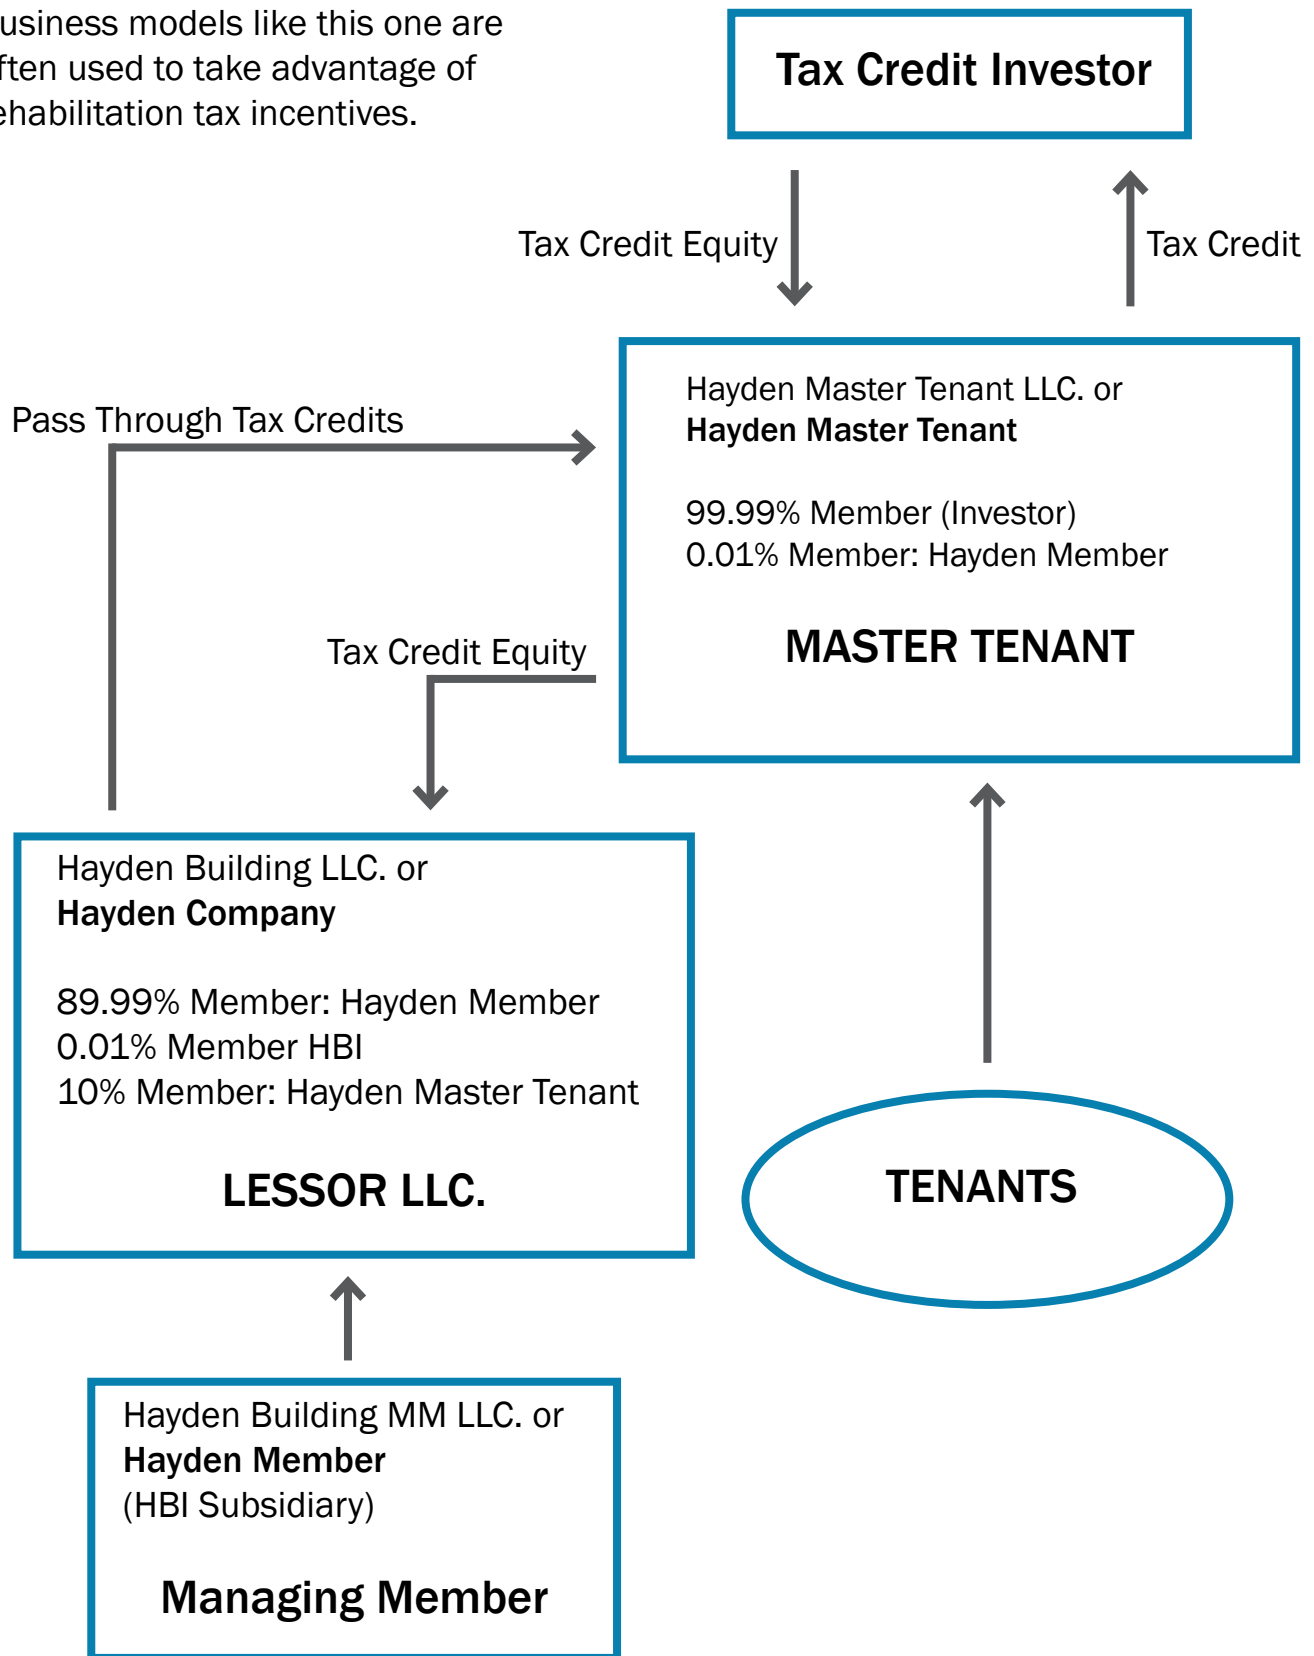 usiness models like this one are
ften used to take advantage of
ehabilitation tax incentives.
Tax Credit Investor
Tax Credit Equity
Tax Credit
Pass Through Tax Credits
Hayden Master Tenant LLC. or
Hayden Master Tenant
99.99% Member (Investor)
0.01% Member: Hayden Member
MASTER TENANT
Tax Credit Equity
Hayden Building LLC. or
Hayden Company
89.99% Member: Hayden Member
0.01% Member HBI
10% Member: Hayden Master Tenant
LESSOR LLC.
TENANTS
Hayden Building MM LLC. or
Hayden Member
(HBI Subsidiary)
Managing Member